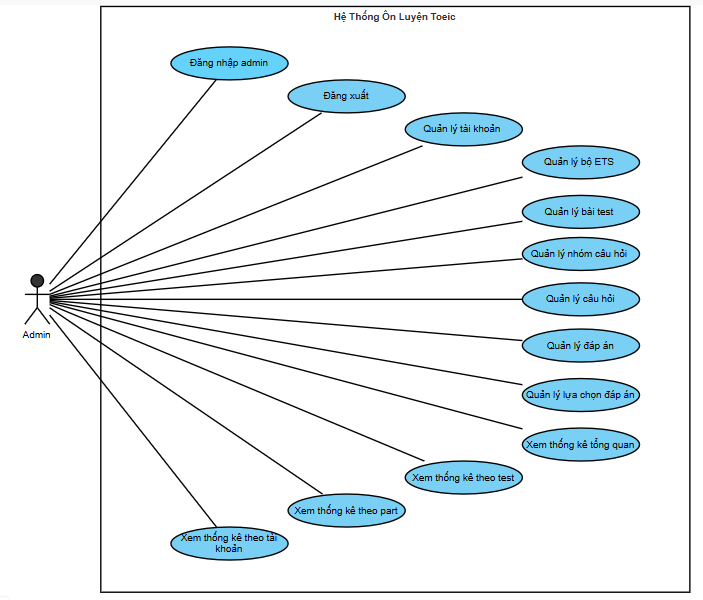 Hệ Thống Ôn Luyện Toeic
Đăng nhập admin
Đăng xuất
Quản lý tài khoản
Quản lý bộ ETS
Quản lý bài test
Quản lý nhóm câu hỏi
Quản lý câu hỏi
Admin
Quản lý đáp án
Quản lý lựa chọn đáp án
Xem thống kê tổng quan
Xem thống kê theo test
Xem thống kê theo part
Xem thống kê theo tài
khoản